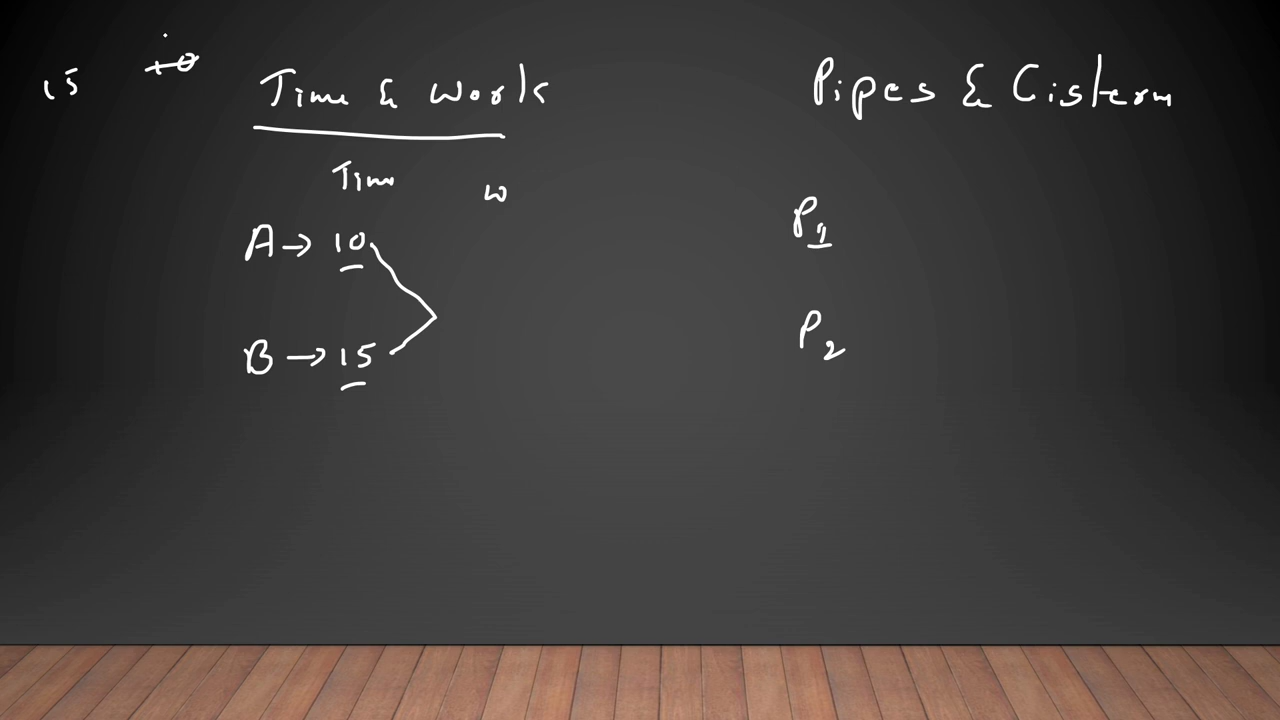 15 10
Time & Work
Pipes & Cistern
Time W
A → 10
B → 15
P1
P2